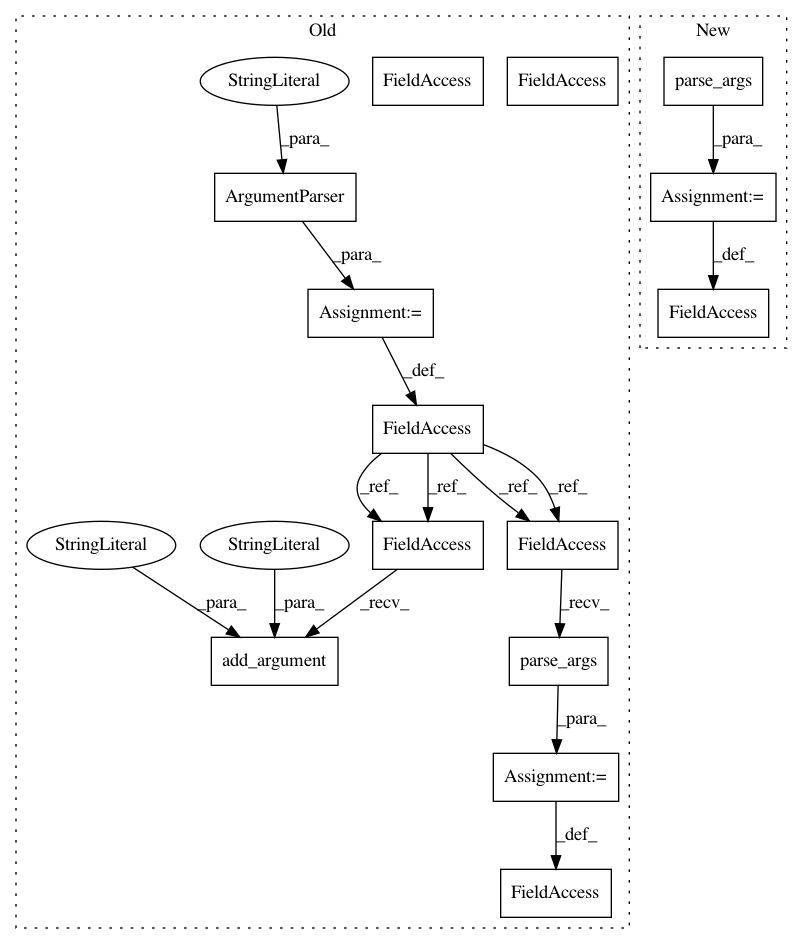 Old
New
StringLiteral
FieldAccess
FieldAccess
parse_args
_para_
_para_
ArgumentParser
Assignment:=
_para_
_def_
Assignment:=
FieldAccess
_def_
FieldAccess
_ref_
_ref_
_ref_
_ref_
StringLiteral
StringLiteral
FieldAccess
FieldAccess
_para_
_para_
_recv_
_recv_
add_argument
parse_args
_para_
Assignment:=
_def_
FieldAccess